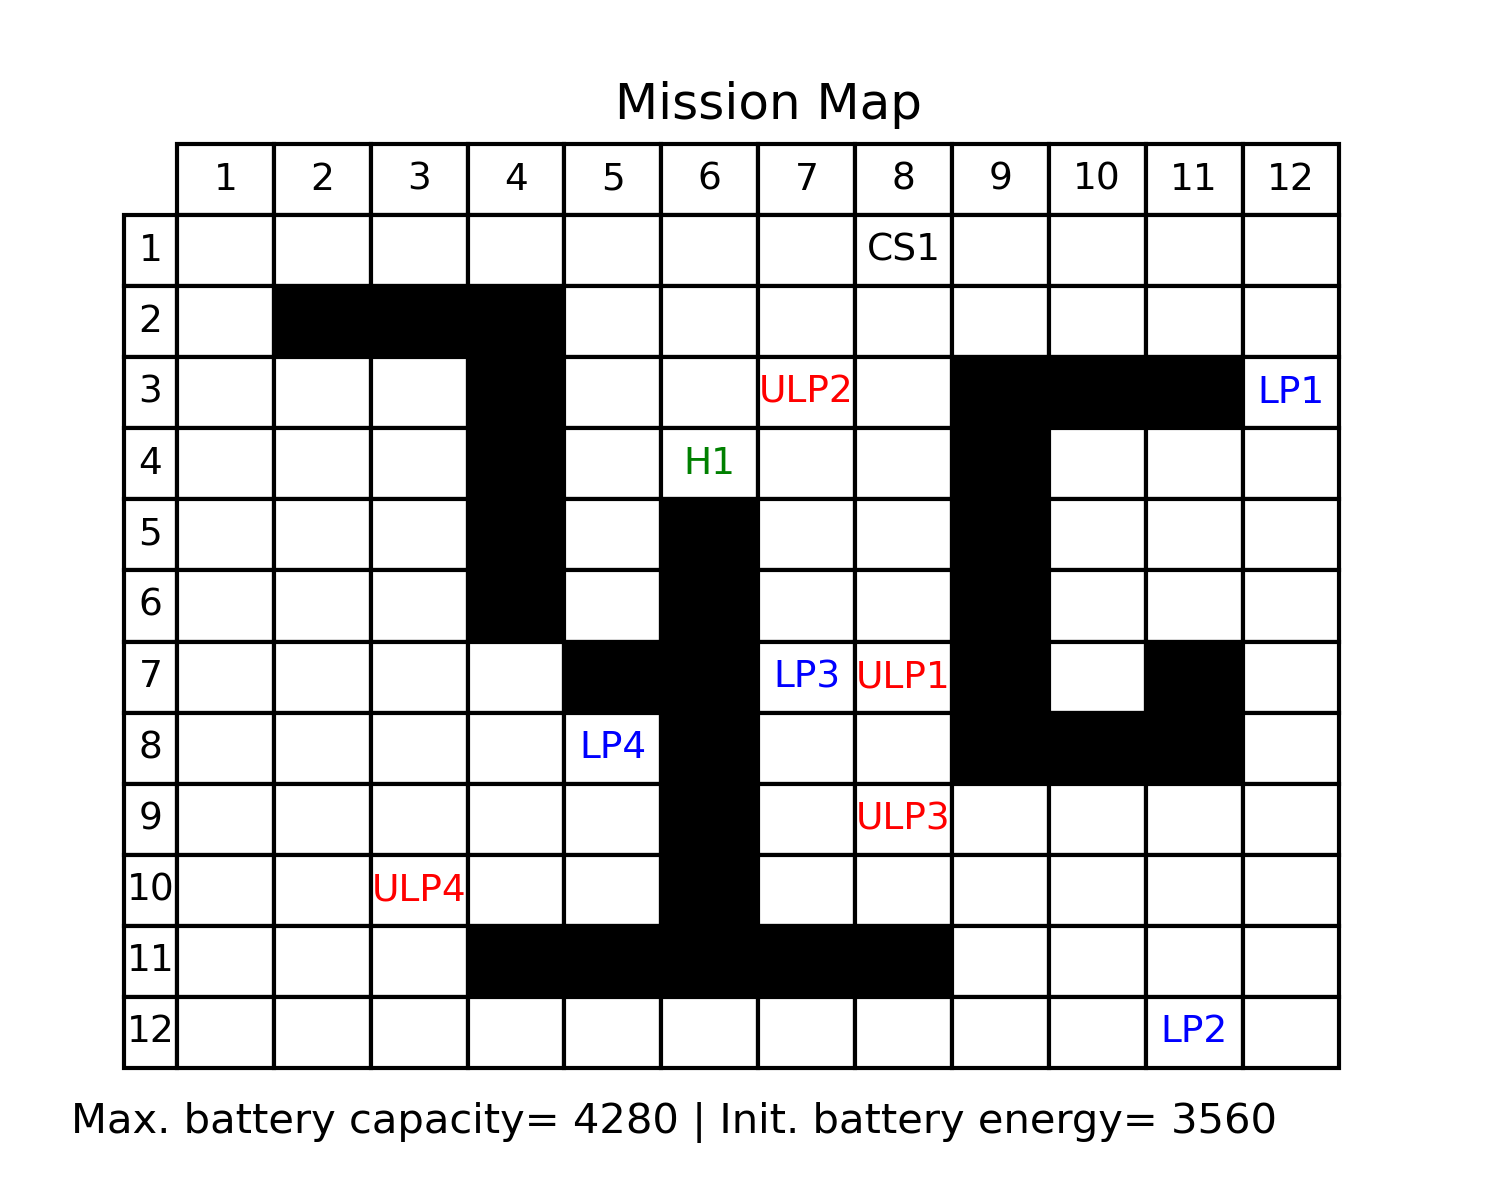 Mission Map
1 2 3 4 5 6 7 8 9 10 11 12
1 CS1
2
3 ULP2 LP1
4 H1
5
6
7 LP3 ULP1
8 LP4
9 ULP3
10 ULP4
11
12 LP2
Max. battery capacity= 4280 | Init. battery energy= 3560